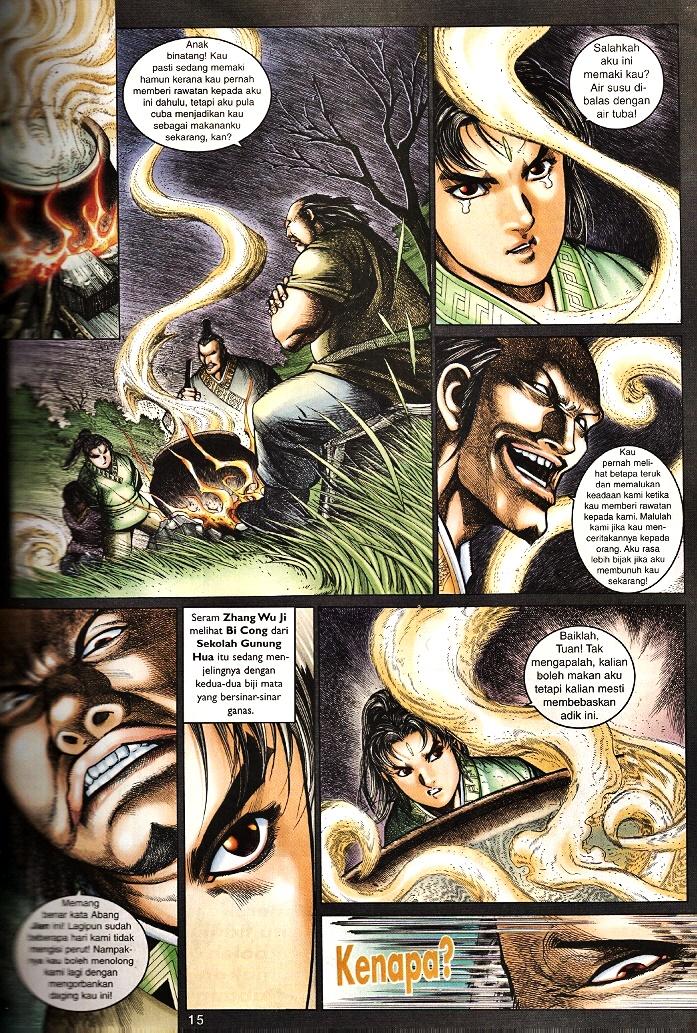 Anak
binatang! Kau
pasti sedang memaki
hamun kerana kau pernah
memberi rawatan kepada aku
ini dahulu, tetapi aku pula
cuba menjadikan kau
sebagai makananku
sekarang, kan?
Salahkah
aku ini
memaki kau?
Air susu di-
balas dengan
air tuba!
Kau
pernah meli-
hat betapa teruk
dan memalukan
keadaan kami ketika
kau memberi rawatan
kepada kami. Malulah
kami jika kau men-
ceritakannya kepada
orang. Aku rasa
lebih bijak jika aku
membunuh kau
sekarang!
Memang
benar kata Abang
ini! Lagipun sudah
beberapa hari kami tidak
mengisi perut! Nampak-
nya kau boleh menolong
kami lagi dengan
mengorbankan
daging kau ini!
Seram Zhang Wu Ji
melihat Bi Cong dari
Sekolah Gunung
Hua itu sedang men-
jelingnya dengan
kedua-dua biji mata
yang bersinar-sinar
ganas.
Baiklah,
Tuan! Tak
mengapalah, kalian
boleh makan aku
tetapi kalian mesti
membebaskan
adik ini.
Kenapa?
15